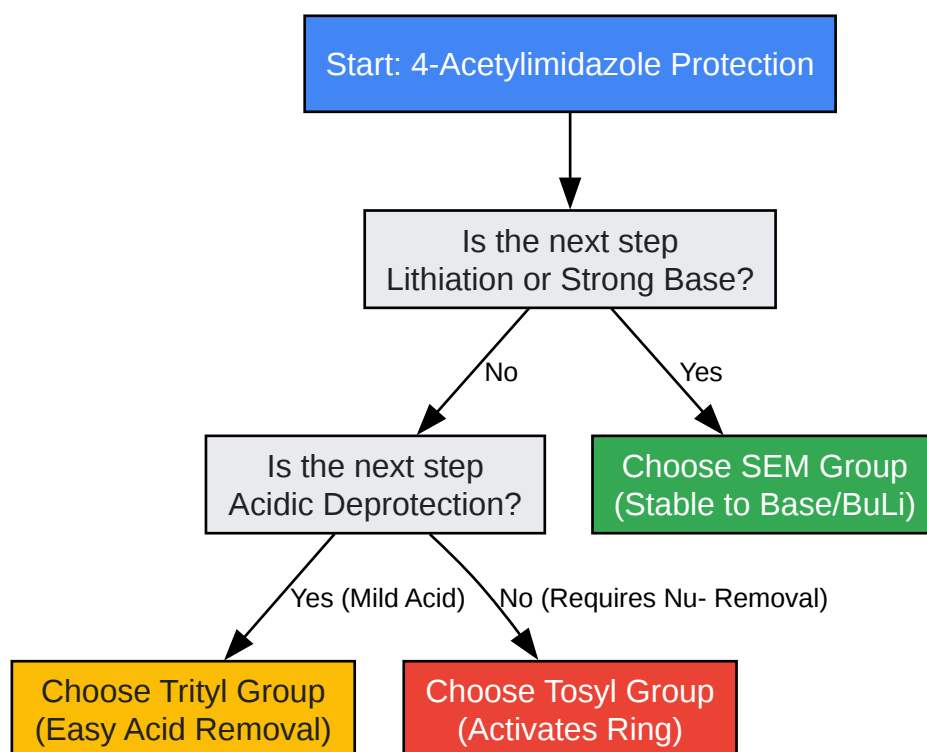 Start: 4-Acetylimidazole Protection
Is the next step
Lithiation or Strong Base?
No
Yes
Is the next step
Acidic Deprotection?
Choose SEM Group
(Stable to Base/BuLi)
Yes (Mild Acid)
No (Requires Nu- Removal)
Choose Trityl Group
(Easy Acid Removal)
Choose Tosyl Group
(Activates Ring)